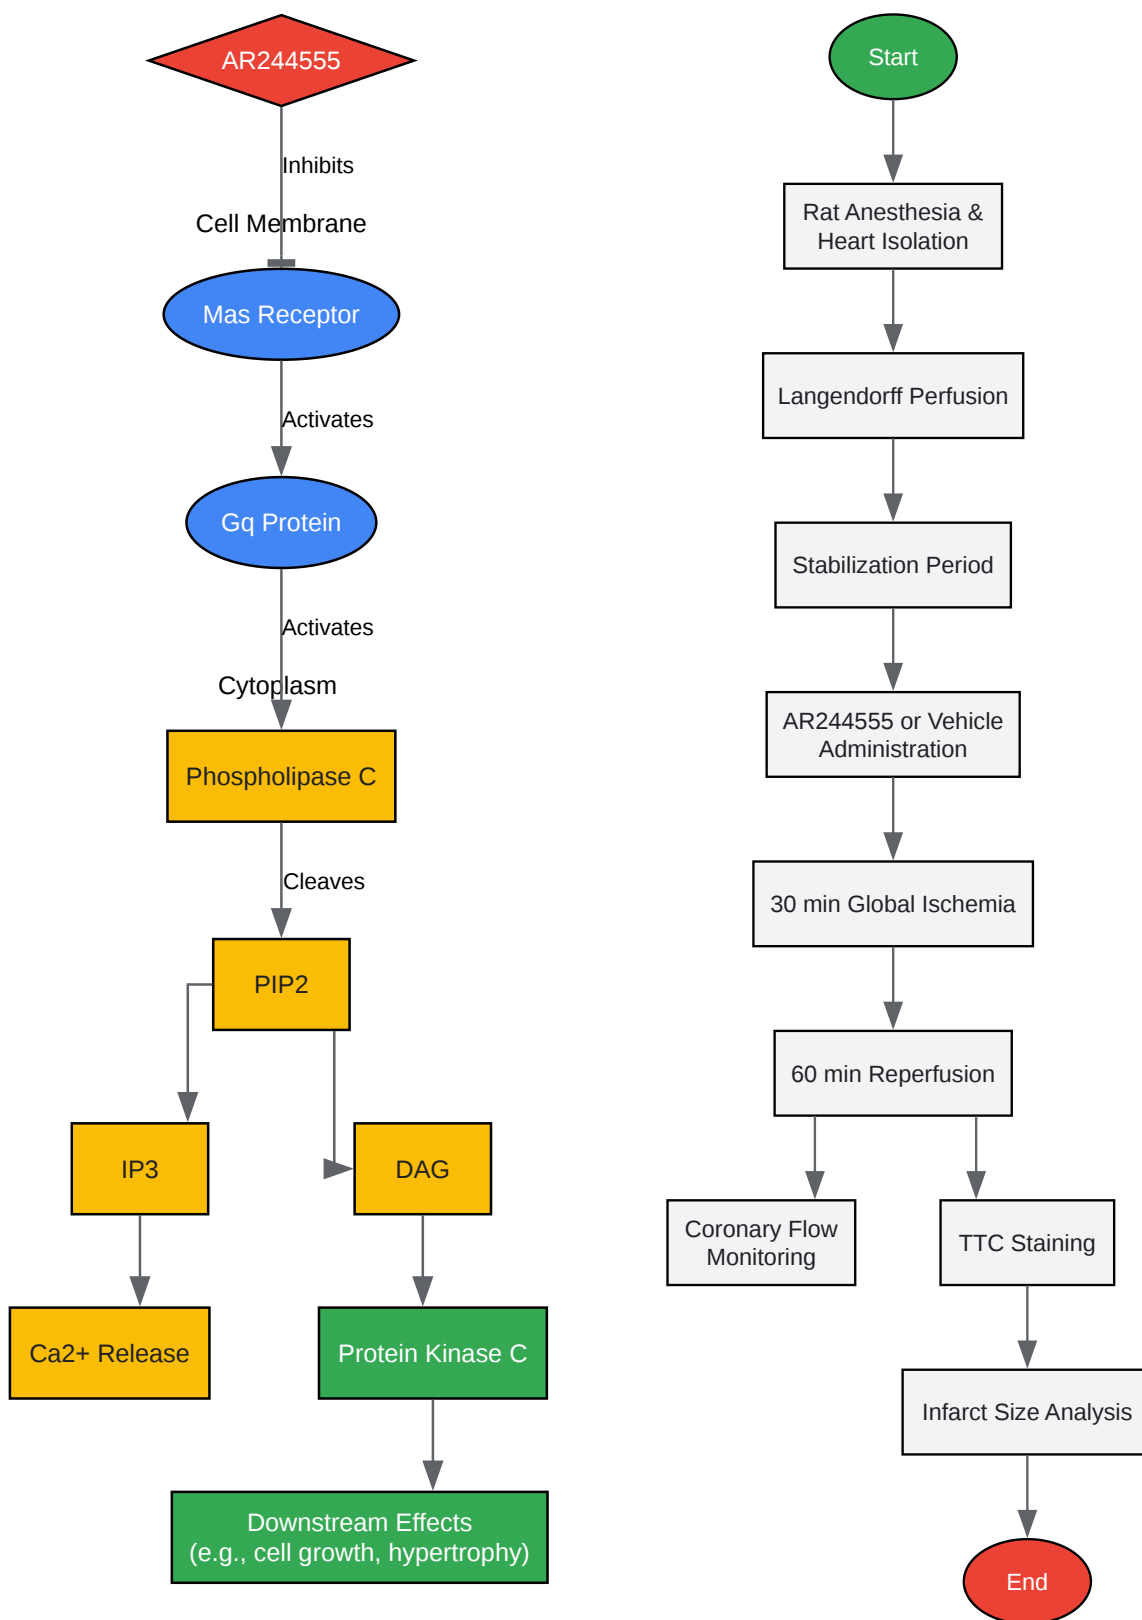 AR244555
Inhibits
Cell Membrane
Mas Receptor
Activates
Gq Protein
Activates
Cytoplasm
Phospholipase C
Cleaves
PIP2
IP3
DAG
Ca2+ Release
Protein Kinase C
Downstream Effects
(e.g., cell growth, hypertrophy)
Start
Rat Anesthesia &
Heart Isolation
Langendorff Perfusion
Stabilization Period
AR244555 or Vehicle
Administration
30 min Global Ischemia
60 min Reperfusion
Coronary Flow
Monitoring
TTC Staining
Infarct Size Analysis
End